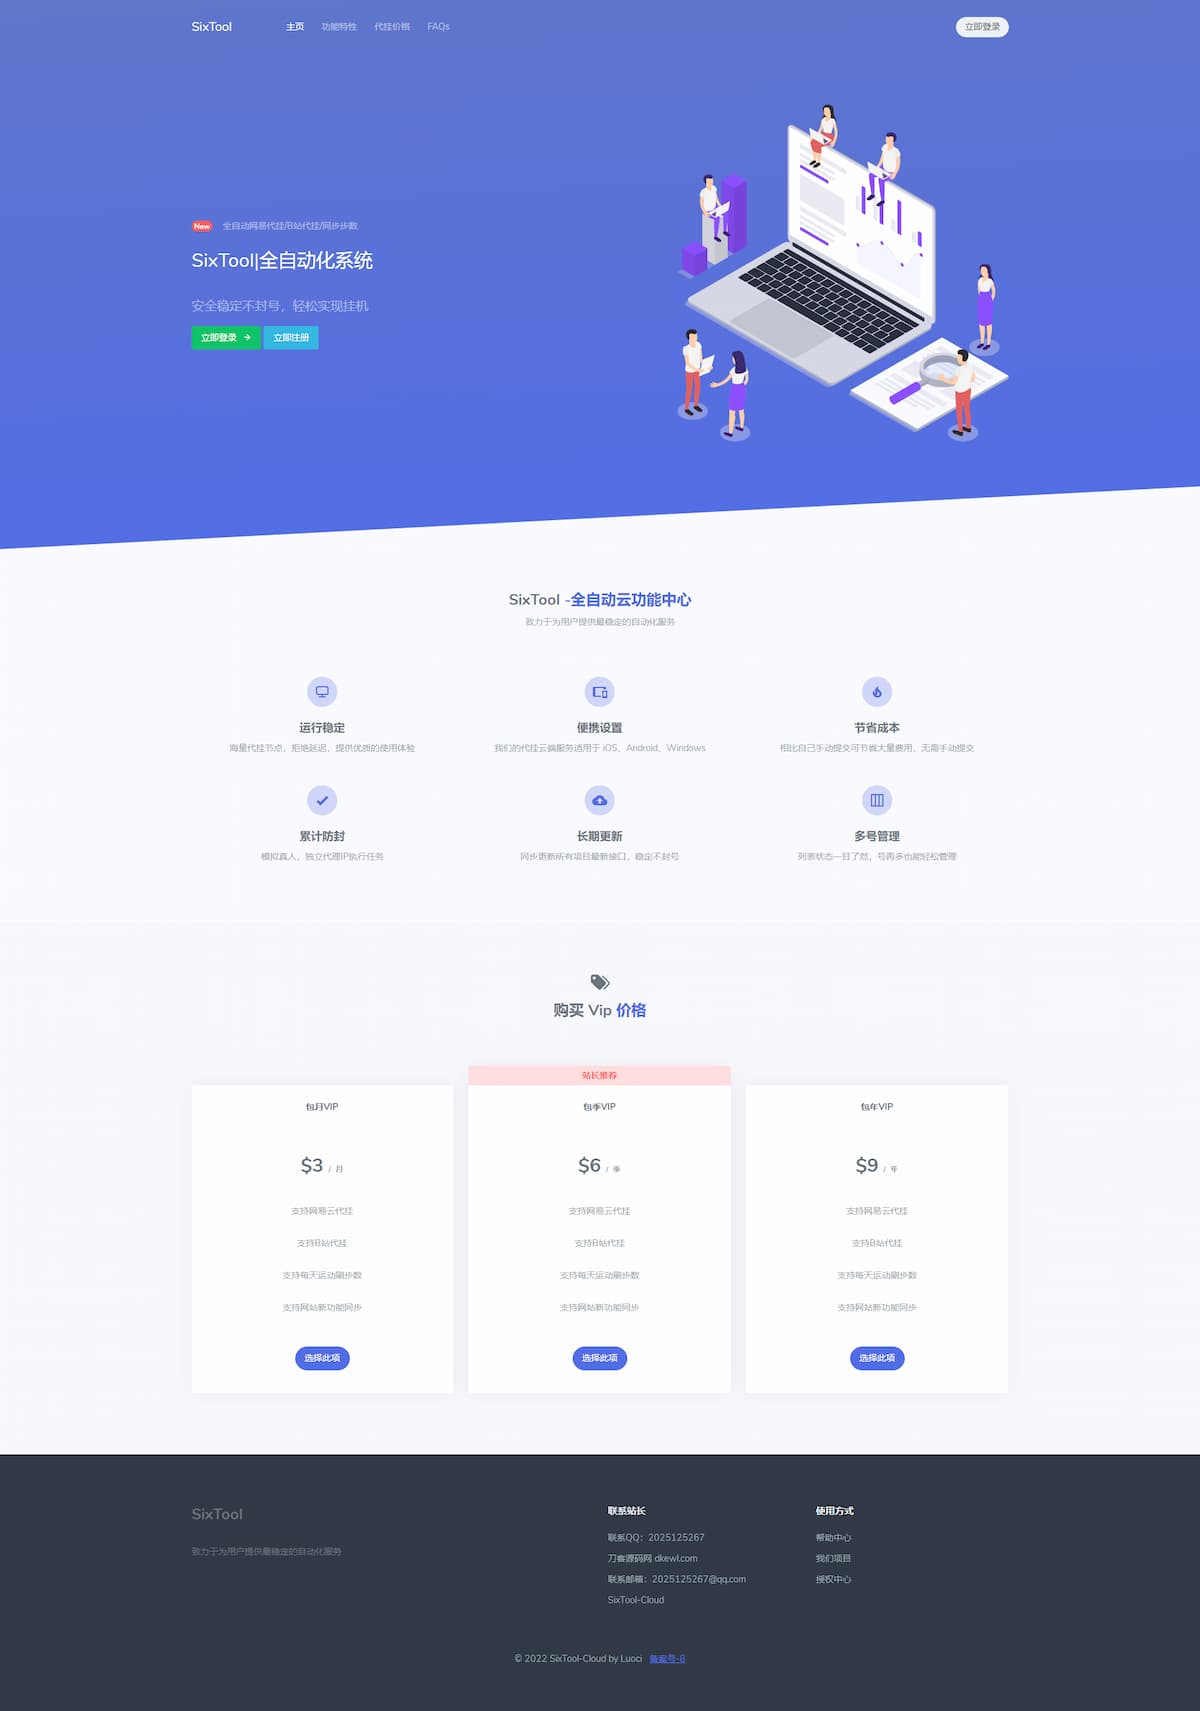 SixTool 主页 功能特性 代挂价格 FAQs 立即登录
New 全自动网易代挂/B站代挂/同步步数
SixTool|全自动化系统
安全稳定不封号，轻松实现挂机
立即登录 → 立即注册
SixTool -全自动云功能中心
致力于为用户提供最稳定的自动化服务
运行稳定
海量代挂节点，拒绝延迟，提供优质的使用体验
便携设置
我们的代挂云端服务适用于 iOS、Android、Windows
节省成本
相比自己手动提交可节省大量费用，无需手动提交
累计防封
模拟真人，独立代理IP执行任务
长期更新
同步更新所有项目最新接口，稳定不封号
多号管理
列表状态一目了然，号再多也能轻松管理
购买 Vip 价格
包月VIP
$3 / 月
支持网易云代挂
支持B站代挂
支持每天运动刷步数
支持网站新功能同步
选择此项
站长推荐
包季VIP
$6 / 季
支持网易云代挂
支持B站代挂
支持每天运动刷步数
支持网站新功能同步
选择此项
包年VIP
$9 / 年
支持网易云代挂
支持B站代挂
支持每天运动刷步数
支持网站新功能同步
选择此项
SixTool
致力于为用户提供最稳定的自动化服务
联系站长
联系QQ：2025125267
刀客源码网 dkewl.com
联系邮箱：2025125267@qq.com
SixTool-Cloud
使用方式
帮助中心
我们项目
授权中心
© 2022 SixTool-Cloud by Luoci 备案号-8